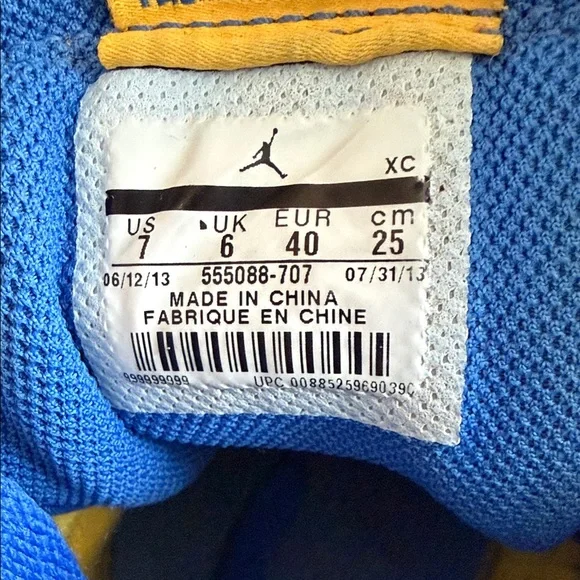 XC
US UK EUR cm
7 6 40 25
06/12/13 555088-707 07/31/13
MADE IN CHINA
FABRIQUE EN CHINE
999999099 UPC 00885259690390